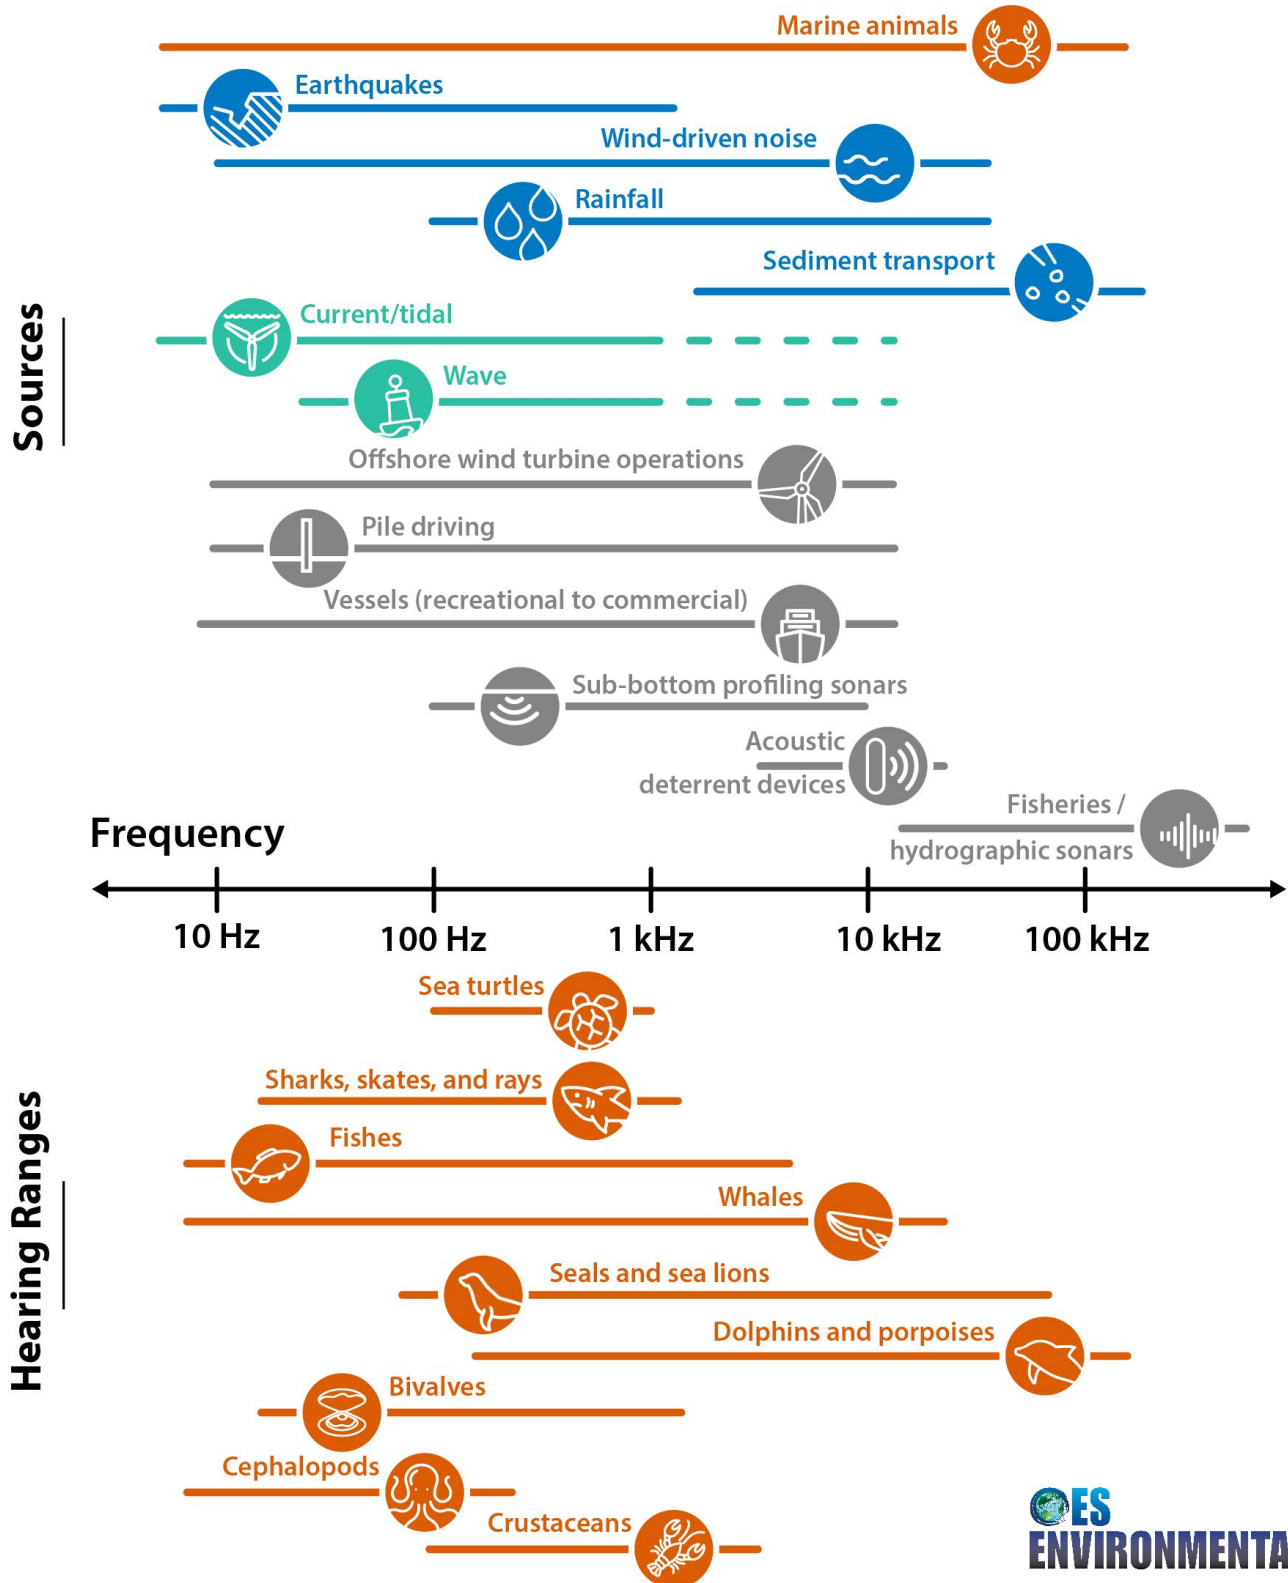 Marine animals
Earthquakes
Wind-driven noise
Rainfall
Sediment transport
Sources
Current/tidal
Wave
Offshore wind turbine operations
Pile driving
Vessels (recreational to commercial)
Sub-bottom profiling sonars
Acoustic
deterrent devices
Fisheries /
hydrographic sonars
Frequency
10 Hz
100 Hz
1 kHz
10 kHz
100 kHz
Hearing Ranges
Sea turtles
Sharks, skates, and rays
Fishes
Whales
Seals and sea lions
Dolphins and porpoises
Bivalves
Cephalopods
Crustaceans
OES
ENVIRONMENTA